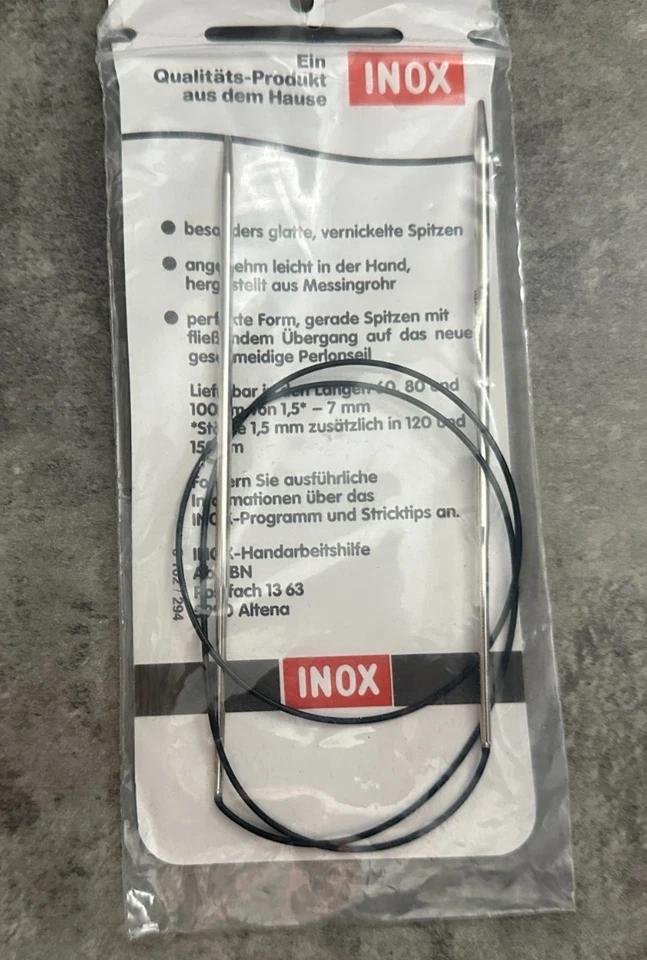 Ein
Qualitäts-Produkt
aus dem Hause
INOX
besonders glatte, vernickelte Spitzen
angenehm leicht in der Hand,
hergestellt aus Messingrohr
perfekte Form, gerade Spitzen mit
fließendem Übergang auf das neue
geschmeidige Perlonseil
Lieferbar in den Längen 60, 80 und
100 cm von 1,5* – 7 mm
*Stärke 1,5 mm zusätzlich in 120 und
150 cm
Fordern Sie ausführliche
Informationen über das
INOX-Programm und Stricktips an.
INOX-Handarbeitshilfe
Postfach 13 63
Altena
/ 294
INOX